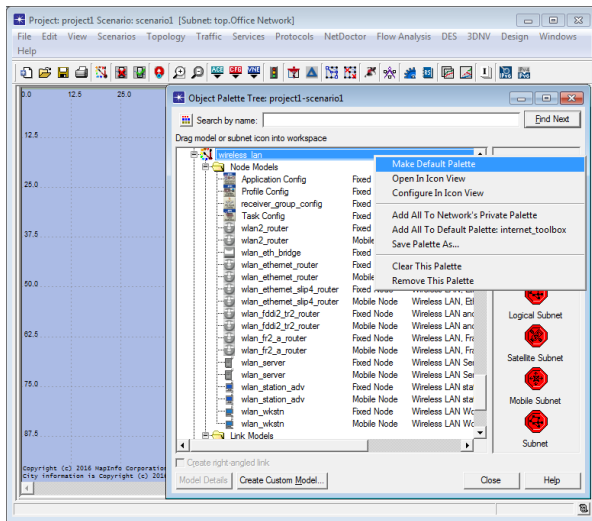 Project: project1 Scenario: scenario1 [Subnet: top.Office Network]
File Edit View Scenarios Topology Traffic Services Protocols NetDoctor Flow Analysis DES 3DNV Design Windows
Help
0.0 12.5 25.0
12.5
25.0
37.5
50.0
62.5
75.0
87.5
Copyright (c) 2016 MapInfo Corporation
City information is Copyright (c) 201
Object Palette Tree: project1-scenario1
Search by name:
Find Next
Drag model or subnet icon into workspace
wireless_lan
Node Models
Application Config Fixed
Profile Config Fixed
receiver_group_config Fixed
Task Config Fixed
wlan2_router Fixed
wlan2_router Mobile
wlan_eth_bridge Fixed
wlan_ethernet_router Fixed
wlan_ethernet_router Mobile
wlan_ethernet_slip4_router Fixed Node Wireless LAN, Eth
wlan_ethernet_slip4_router Mobile Node Wireless LAN, Eth
wlan_fddi2_tr2_router Fixed Node Wireless LAN and
wlan_fddi2_tr2_router Mobile Node Wireless LAN and
wlan_fr2_a_router Fixed Node Wireless LAN, Fra
wlan_fr2_a_router Mobile Node Wireless LAN, Fra
wlan_server Fixed Node Wireless LAN Ser
wlan_server Mobile Node Wireless LAN Ser
wlan_station_adv Fixed Node Wireless LAN stat
wlan_station_adv Mobile Node Wireless LAN stat
wlan_wkstn Fixed Node Wireless LAN Wo
wlan_wkstn Mobile Node Wireless LAN Wo
Link Models
Make Default Palette
Open In Icon View
Configure In Icon View
Add All To Network's Private Palette
Add All To Default Palette: internet_toolbox
Save Palette As...
Clear This Palette
Remove This Palette
Logical Subnet
Satellite Subnet
Mobile Subnet
Subnet
Create right-angled link
Model Details
Create Custom Model...
Close
Help